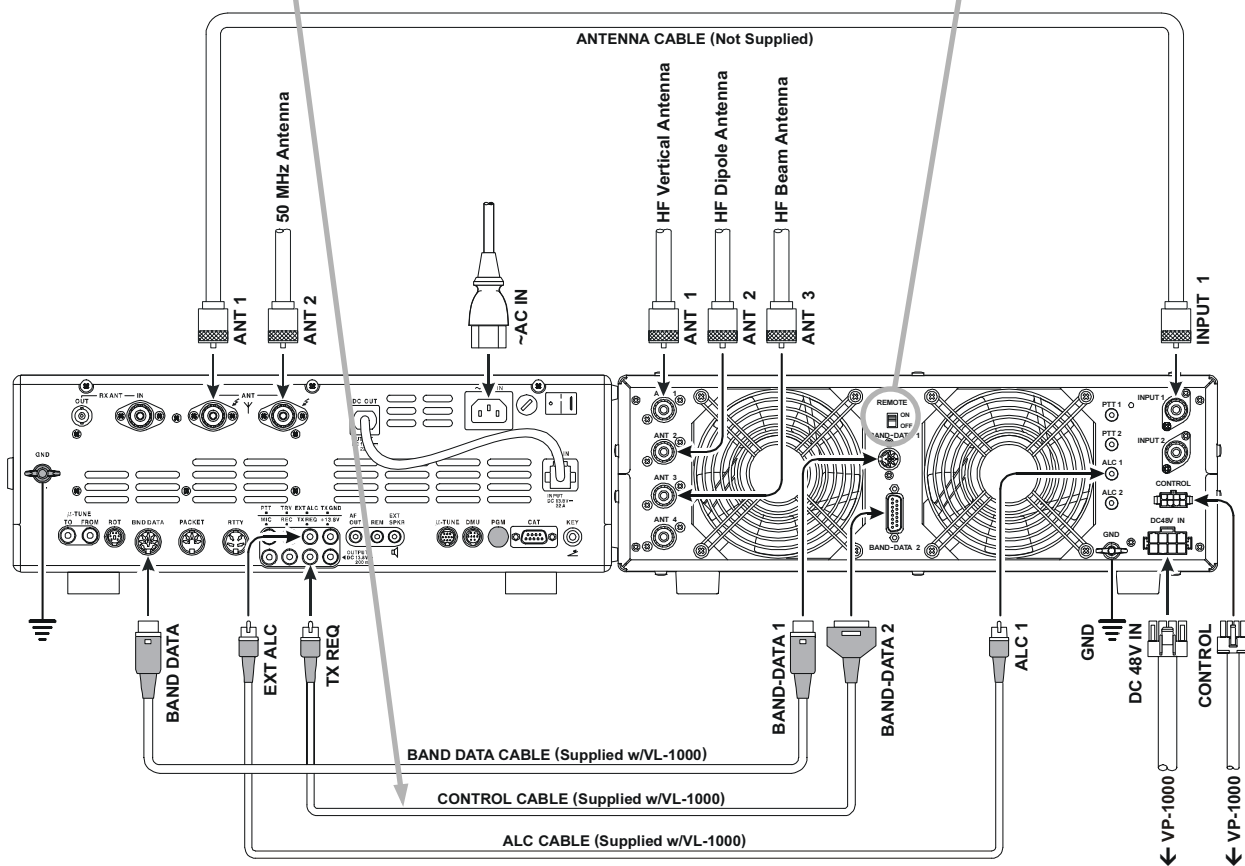 ANTENNA CABLE (Not Supplied)
ANT 1
50 MHz Antenna
ANT 2
~AC IN
HF Vertical Antenna
ANT 1
HF Dipole Antenna
ANT 2
HF Beam Antenna
ANT 3
INPUT 1
RX ANT
IN
OUT
ANT
IN
DC OUT
GND
IN
INPUT
DC 13.8V
22A
µ-TUNE
TO
FROM
ROT
BND DATA
PACKET
RTTY
PTT
TRV
EXT ALC
TX GND
MIC
REC
TX REQ
+13.8V
AF
OUT
REM
EXT
SPKR
OUTPUT
DC 13.8V
µ-TUNE
DMU
PGM
CAT
KEY
ANT 2
ANT 3
ANT 4
REMOTE
ON
OFF
BAND-DATA 1
BAND-DATA 2
PTT 1
PTT 2
ALC 1
ALC 2
INPUT 1
INPUT 2
CONTROL
DC48V IN
GND
BAND DATA
EXT ALC
TX REQ
BAND-DATA 1
BAND-DATA 2
ALC 1
GND
DC 48V IN
CONTROL
BAND DATA CABLE (Supplied w/VL-1000)
CONTROL CABLE (Supplied w/VL-1000)
ALC CABLE (Supplied w/VL-1000)
← VP-1000
← VP-1000